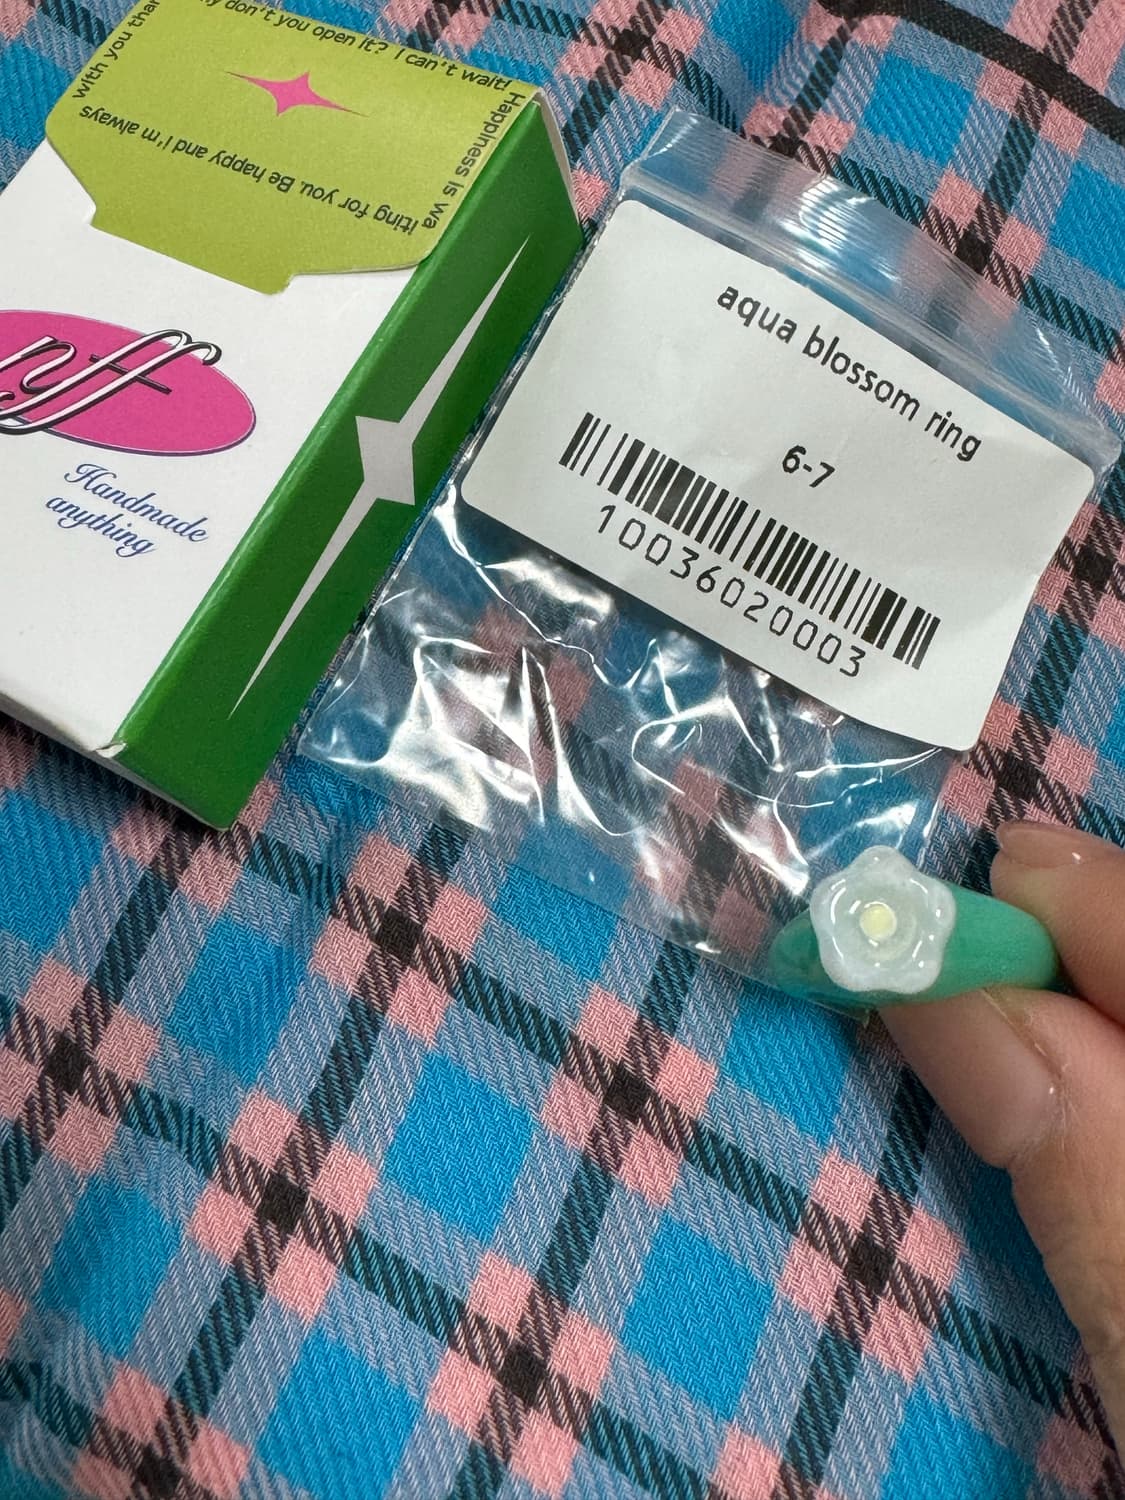 don't you open it? I can't wait!
Happiness is wa
iting for you. Be happy and I'm always
with you
nff
Handmade
anything
aqua blossom ring
6-7
10036020003